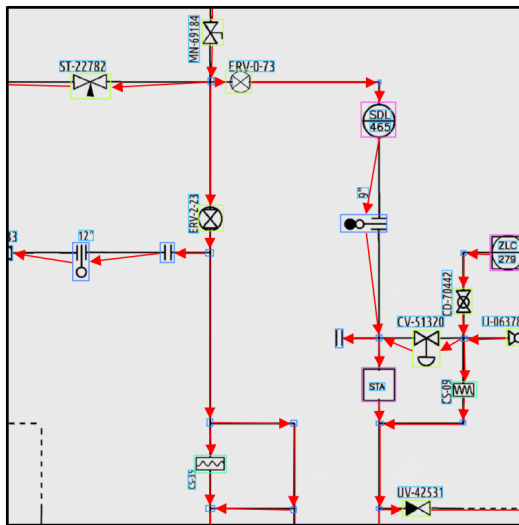 MN-69184
ST-22782
ERV-0-73
SDL
465
9"
ERV-2-23
12"
33
ZLC
279
CD-70442
CV-51320
LI-06378
STA
CS-09
CS-39
UV-42531